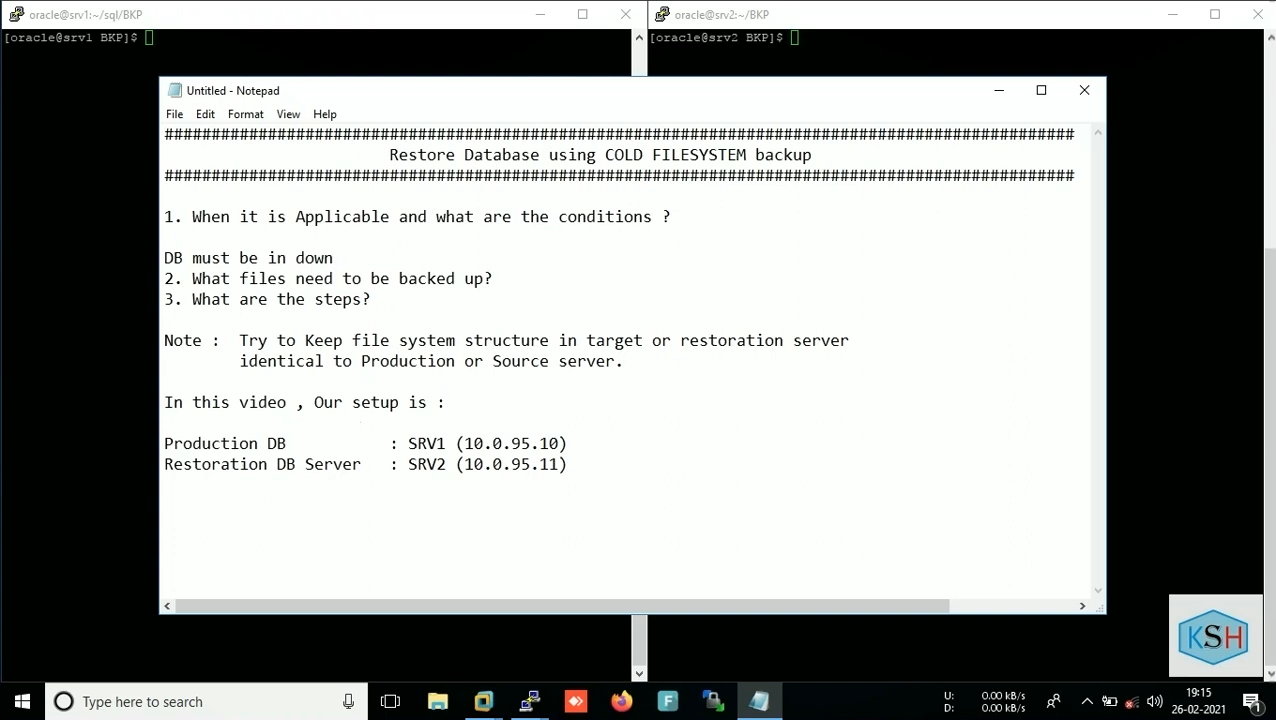 oracle@srv1:~/sql/BKP
oracle@srv2:~/BKP
[oracle@srv1 BKP]$
[oracle@srv2 BKP]$
Untitled - Notepad
File Edit Format View Help
#################################################################################################
Restore Database using COLD FILESYSTEM backup
#################################################################################################
1. When it is Applicable and what are the conditions ?
DB must be in down
2. What files need to be backed up?
3. What are the steps?
Note : Try to Keep file system structure in target or restoration server
identical to Production or Source server.
In this video , Our setup is :
Production DB : SRV1 (10.0.95.10)
Restoration DB Server : SRV2 (10.0.95.11)
KSH
Type here to search
U: 0.00 kB/s
D: 0.00 kB/s
19:15
26-02-2021
1